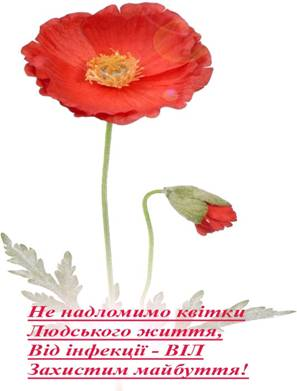 Не надломимо квітки
Людського життя,
Від інфекції - ВІЛ
Захистим майбуття!